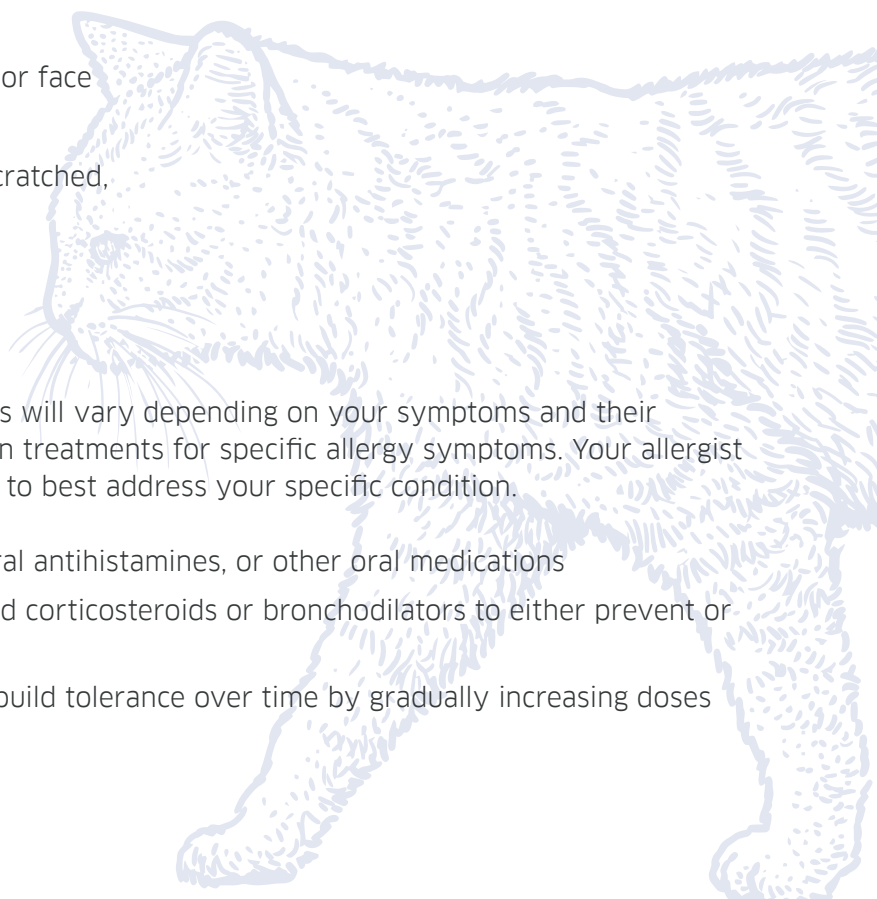 or face
cratched,
s will vary depending on your symptoms and their
n treatments for specific allergy symptoms. Your allergist
to best address your specific condition.
ral antihistamines, or other oral medications
d corticosteroids or bronchodilators to either prevent or
build tolerance over time by gradually increasing doses